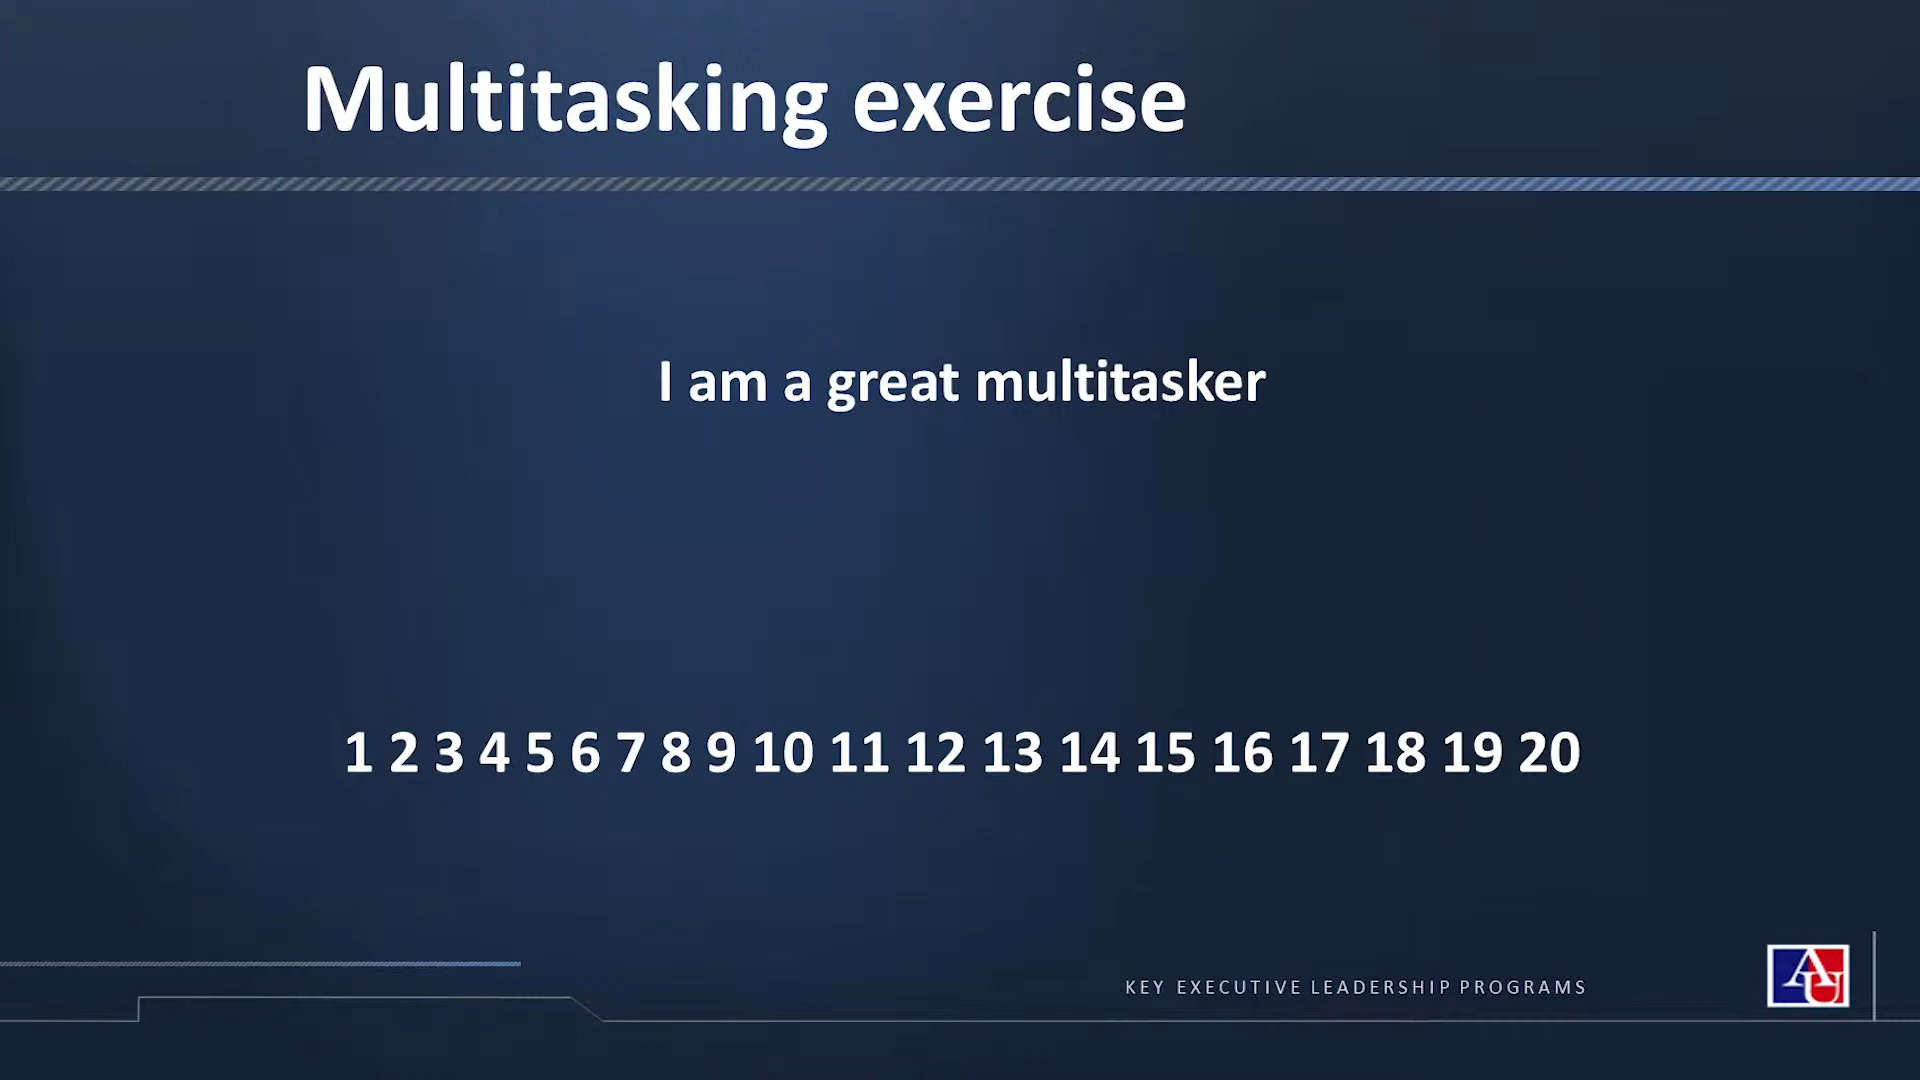 Multitasking exercise
I am a great multitasker
1 2 3 4 5 6 7 8 9 10 11 12 13 14 15 16 17 18 19 20
KEY EXECUTIVE LEADERSHIP PROGRAMS
AU